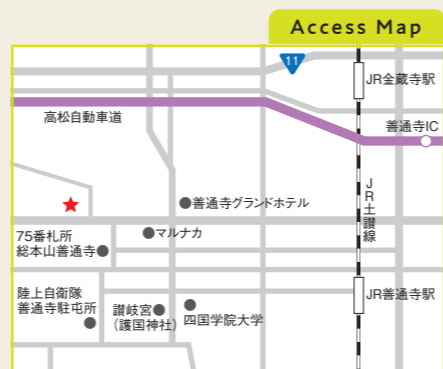 Access Map
11
JR金蔵寺駅
高松自動車道
善通寺IC
JR土讃線
善通寺グランドホテル
マルナカ
75番札所
総本山善通寺
陸上自衛隊
善通寺駐屯所
讃岐宮
（護国神社）
四国学院大学
JR善通寺駅